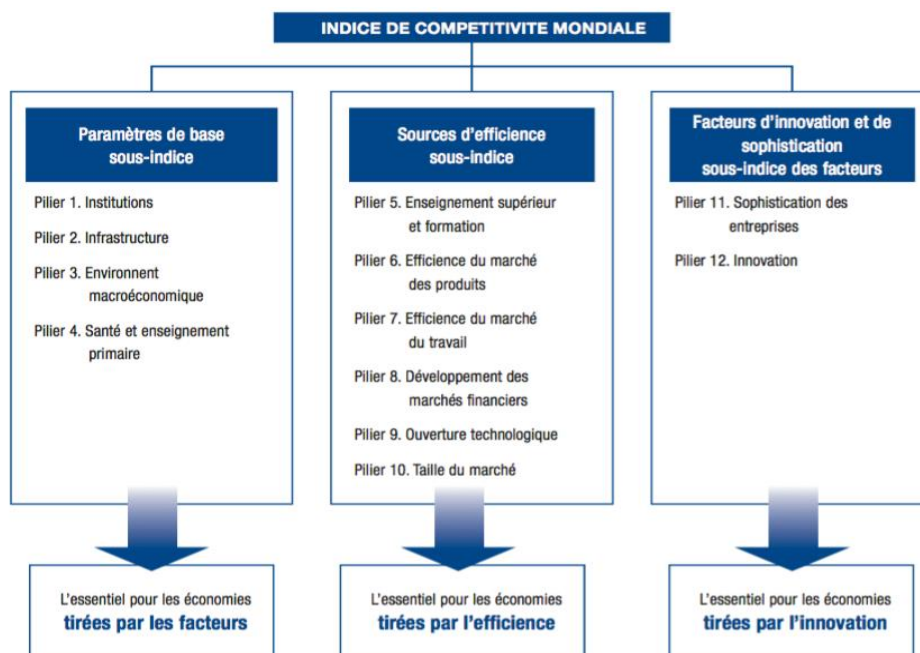 INDICE DE COMPETITIVITE MONDIALE
Paramètres de base
sous-indice
Pilier 1. Institutions
Pilier 2. Infrastructure
Pilier 3. Environnent
macroéconomique
Pilier 4. Santé et enseignement
primaire
L'essentiel pour les économies
tirées par les facteurs
Sources d'efficience
sous-indice
Pilier 5. Enseignement supérieur
et formation
Pilier 6. Efficience du marché
des produits
Pilier 7. Efficience du marché
du travail
Pilier 8. Développement des
marchés financiers
Pilier 9. Ouverture technologique
Pilier 10. Taille du marché
L'essentiel pour les économies
tirées par l'efficience
Facteurs d'innovation et de
sophistication
sous-indice des facteurs
Pilier 11. Sophistication des
entreprises
Pilier 12. Innovation
L'essentiel pour les économies
tirées par l'innovation